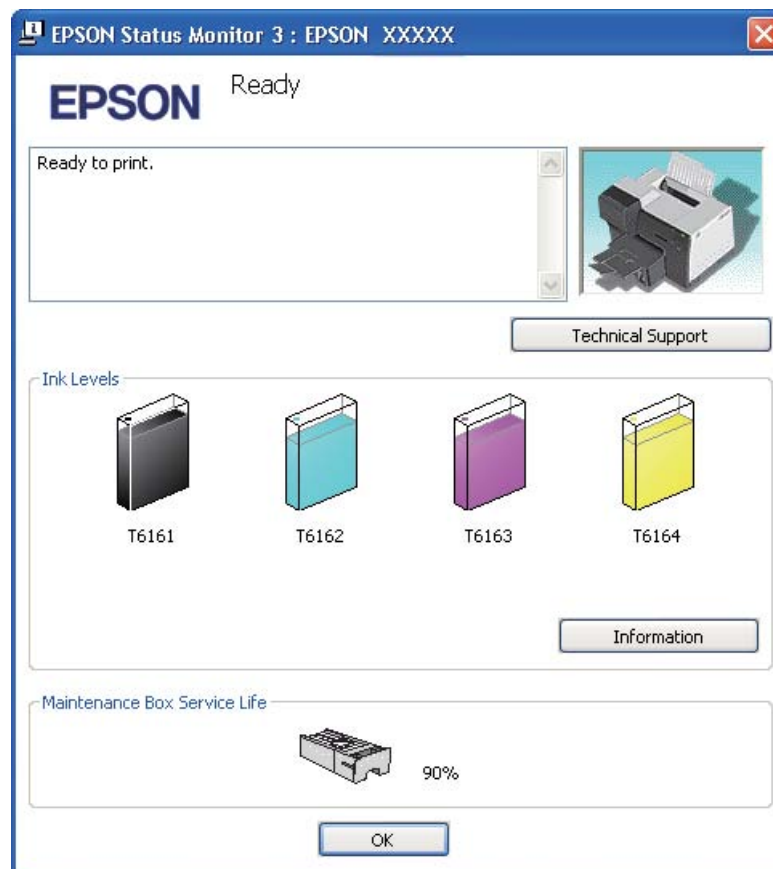 EPSON Status Monitor 3 : EPSON XXXXX
EPSON
Ready
Ready to print.
Technical Support
Ink Levels
T6161
T6162
T6163
T6164
Information
Maintenance Box Service Life
90%
OK